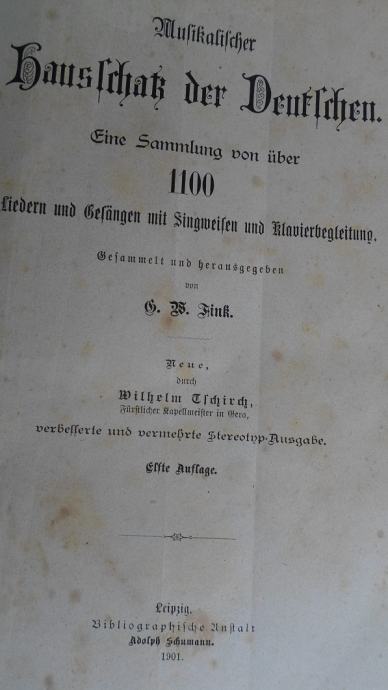 Musikalischer
Hausschatz der Deutschen.
Eine Sammlung von über
1100
Liedern und Gesängen mit Singweisen und Klavierbegleitung.
Gesammelt und herausgegeben
von
G. W. Fink.
Neue,
durch
Wilhelm Tschirch,
Fürstlicher Kapellmeister in Gera,
verbesserte und vermehrte Stereotyp-Ausgabe.
Elfte Auflage.
Leipzig.
Bibliographische Anstalt
Adolph Schumann.
1901.